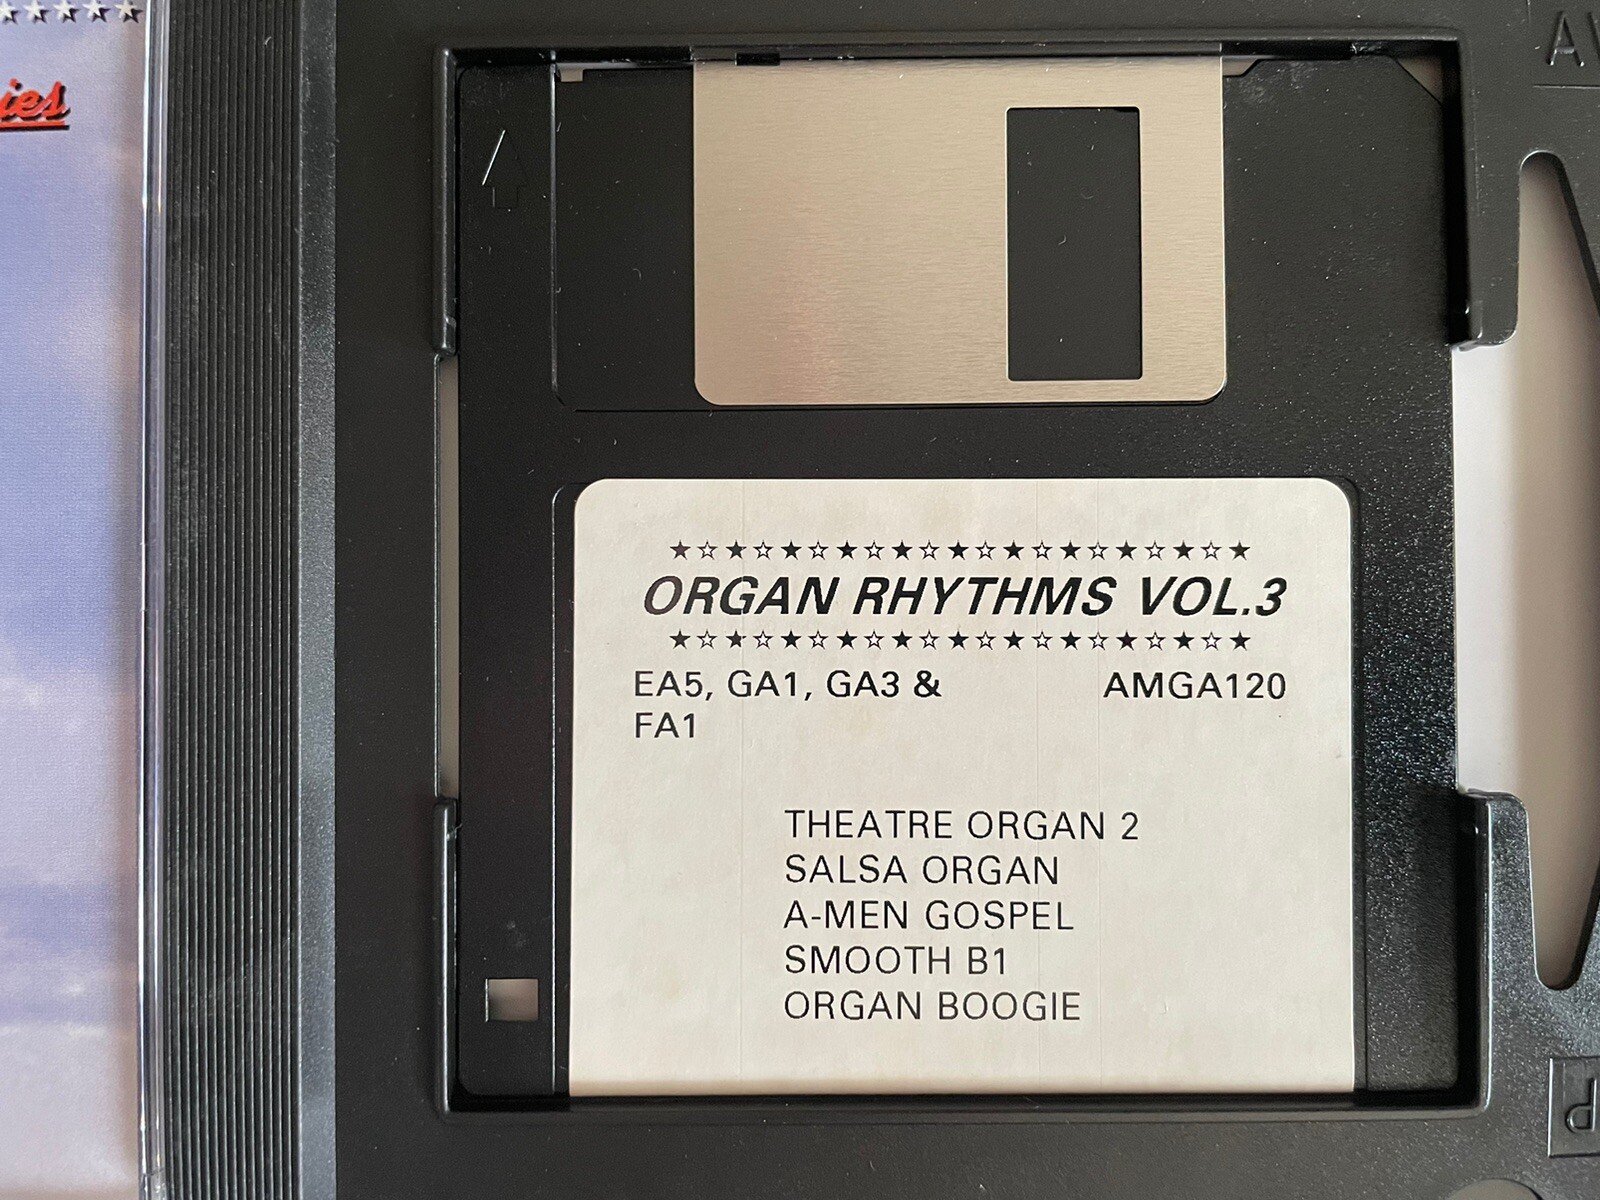 ies
★☆★☆★☆★☆★☆★☆★☆★☆★☆★☆★
ORGAN RHYTHMS VOL.3
★☆★☆★☆★☆★☆★☆★☆★☆★☆★☆★
EA5, GA1, GA3 & AMGA120
FA1
THEATRE ORGAN 2
SALSA ORGAN
A-MEN GOSPEL
SMOOTH B1
ORGAN BOOGIE